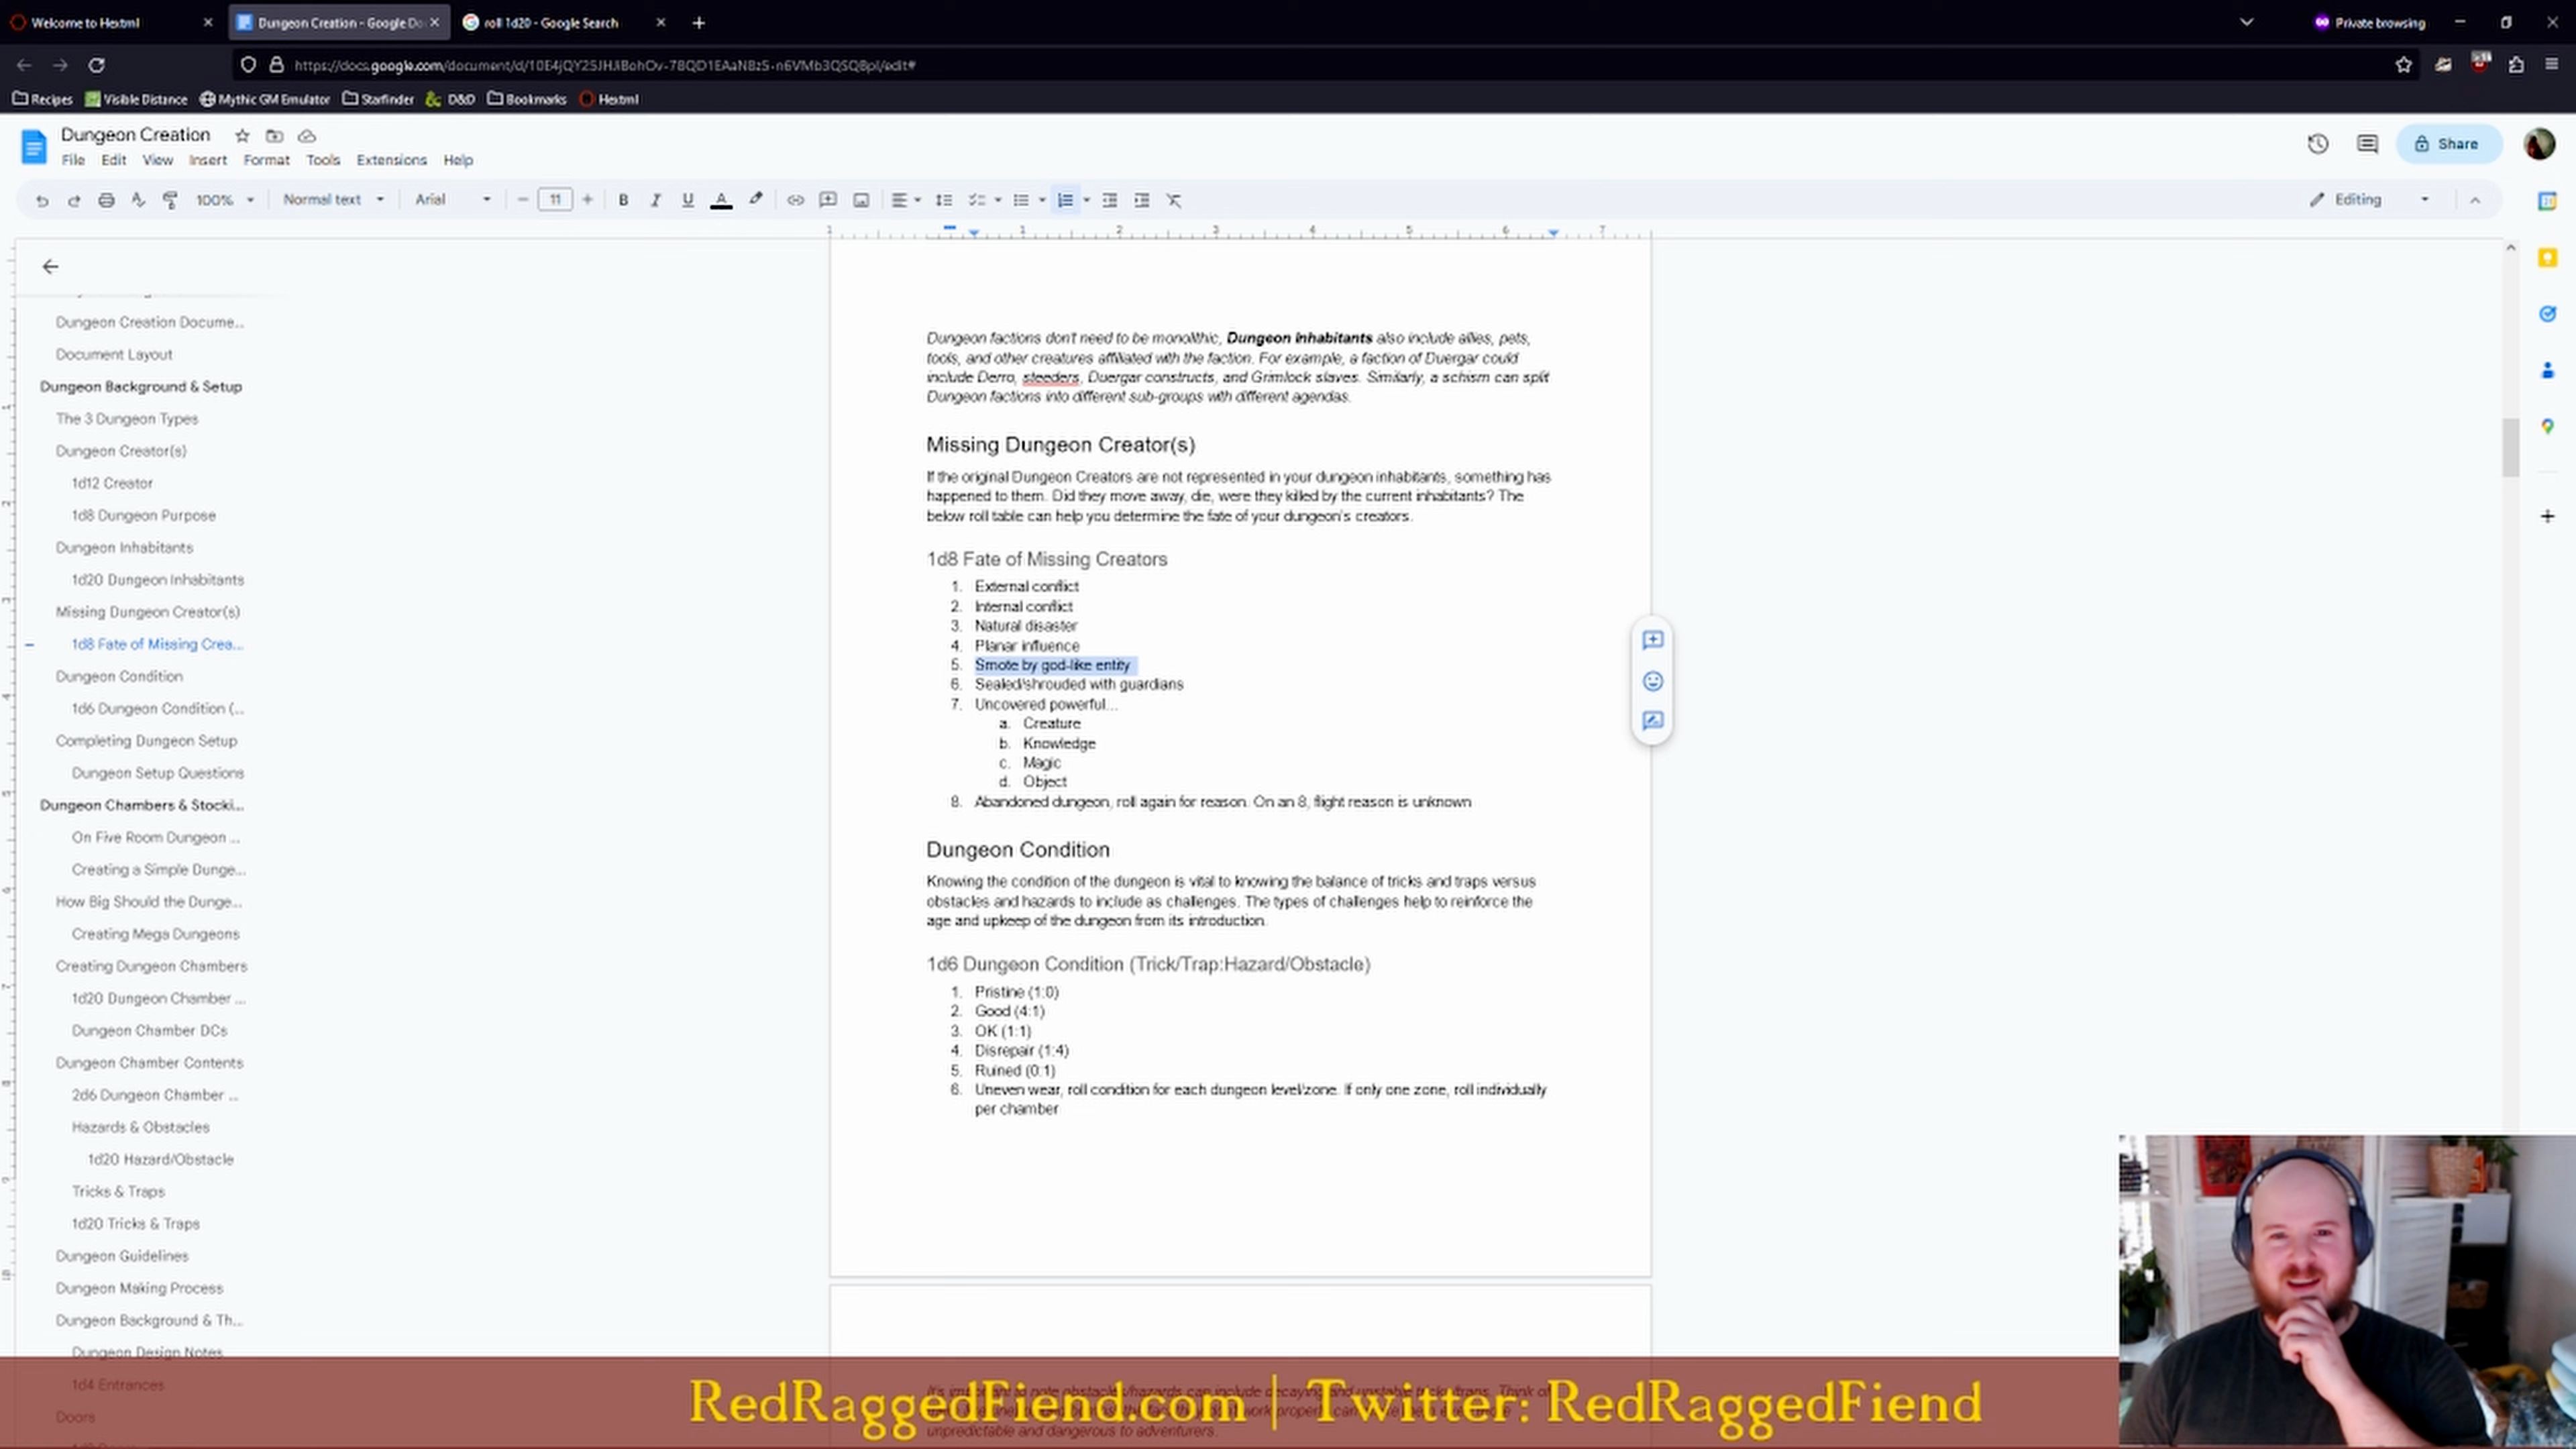 Welcome to Hextml
Dungeon Creation - Google Do
roll 1d20 - Google Search
Private browsing
Recipes
Visible Distance
Mythic GM Emulator
Starfinder
D&D
Bookmarks
Hextml
Dungeon Creation
Share
File Edit View Insert Format Tools Extensions Help
100%
Normal text
Arial
11
Editing
1 1 2 3 4 5 6 7
Dungeon Creation Docume...
Document Layout
Dungeon Background & Setup
The 3 Dungeon Types
Dungeon Creator(s)
1d12 Creator
1d8 Dungeon Purpose
Dungeon Inhabitants
1d20 Dungeon Inhabitants
Missing Dungeon Creator(s)
1d8 Fate of Missing Crea...
Dungeon Condition
1d6 Dungeon Condition (...
Completing Dungeon Setup
Dungeon Setup Questions
Dungeon Chambers & Stocki...
On Five Room Dungeon ...
Creating a Simple Dunge...
How Big Should the Dunge...
Creating Mega Dungeons
Creating Dungeon Chambers
1d20 Dungeon Chamber ...
Dungeon Chamber DCs
Dungeon Chamber Contents
2d6 Dungeon Chamber ...
Hazards & Obstacles
1d20 Hazard/Obstacle
Tricks & Traps
1d20 Tricks & Traps
Dungeon Guidelines
Dungeon Making Process
Dungeon Background & Th...
Dungeon Design Notes
1d4 Entrances
Doors
Dungeon factions don't need to be monolithic, Dungeon Inhabitants also include allies, pets,
tools, and other creatures affiliated with the faction. For example, a faction of Duergar could
include Derro, steeders, Duergar constructs, and Grimlock slaves. Similarly, a schism can split
Dungeon factions into different sub-groups with different agendas.
Missing Dungeon Creator(s)
If the original Dungeon Creators are not represented in your dungeon inhabitants, something has
happened to them. Did they move away, die, were they killed by the current inhabitants? The
below roll table can help you determine the fate of your dungeon's creators.
1d8 Fate of Missing Creators
1. External conflict
2. Internal conflict
3. Natural disaster
4. Planar influence
5. Smote by god-like entity
6. Sealed/shrouded with guardians
7. Uncovered powerful...
a. Creature
b. Knowledge
c. Magic
d. Object
8. Abandoned dungeon, roll again for reason. On an 8, flight reason is unknown
Dungeon Condition
Knowing the condition of the dungeon is vital to knowing the balance of tricks and traps versus
obstacles and hazards to include as challenges. The types of challenges help to reinforce the
age and upkeep of the dungeon from its introduction.
1d6 Dungeon Condition (Trick/Trap:Hazard/Obstacle)
1. Pristine (1:0)
2. Good (4:1)
3. OK (1:1)
4. Disrepair (1:4)
5. Ruined (0:1)
6. Uneven wear, roll condition for each dungeon level/zone. If only one zone, roll individually
per chamber
unpredictable and dangerous to adventurers.
RedRaggedFiend.com | Twitter: RedRaggedFiend